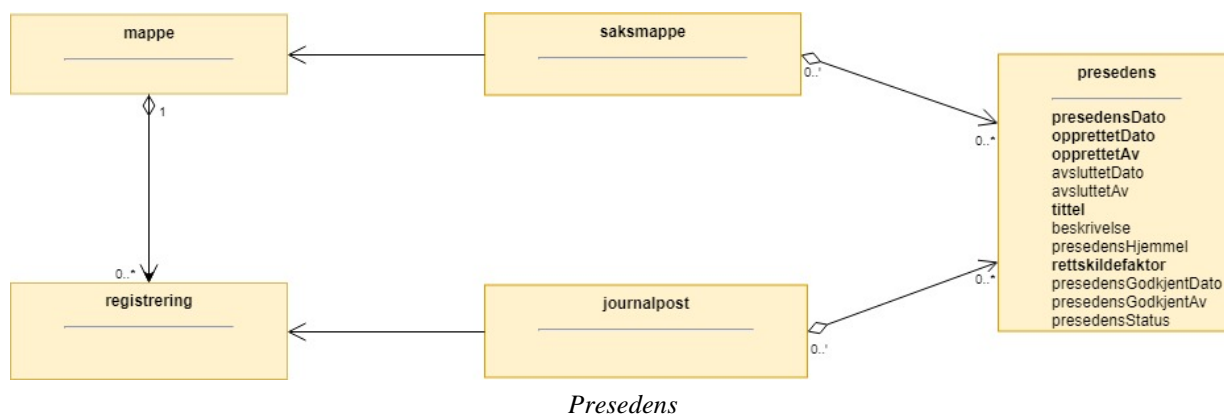 mappe
saksmappe
presedens
1
0..'
0..*
presedensDato
opprettetDato
opprettetAv
avsluttetDato
avsluttetAv
tittel
beskrivelse
presedensHjemmel
rettskildefaktor
presedensGodkjentDato
presedensGodkjentAv
presedensStatus
0..*
registrering
journalpost
0..'
0..*
Presedens